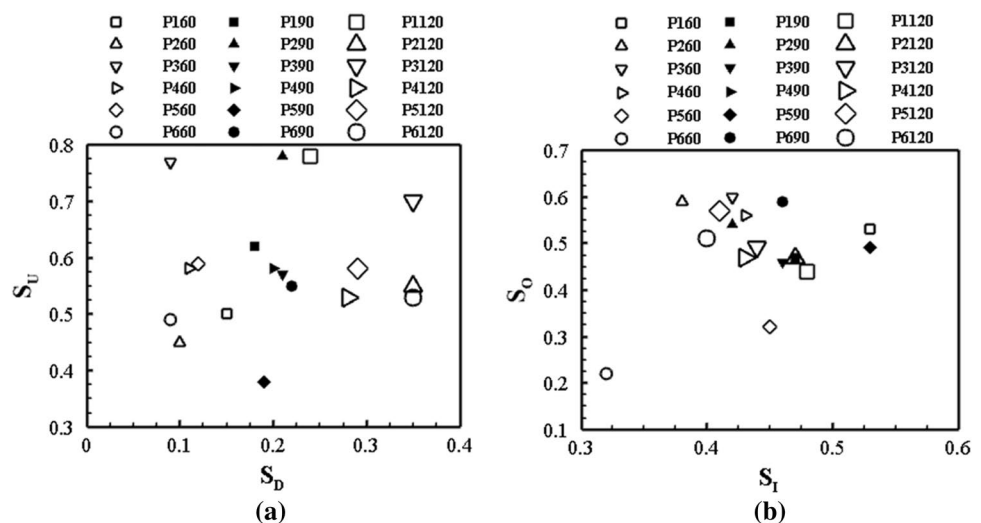 P160 P190 P1120
P260 P290 P2120
P360 P390 P3120
P460 P490 P4120
P560 P590 P5120
P660 P690 P6120
0.8
0.7
0.6
0.5
0.4
0.3
S_U
0 0.1 0.2 0.3 0.4
S_D
(a)
P160 P190 P1120
P260 P290 P2120
P360 P390 P3120
P460 P490 P4120
P560 P590 P5120
P660 P690 P6120
0.7
0.6
0.5
0.4
0.3
0.2
0.1
S_O
0.3 0.4 0.5 0.6
S_I
(b)